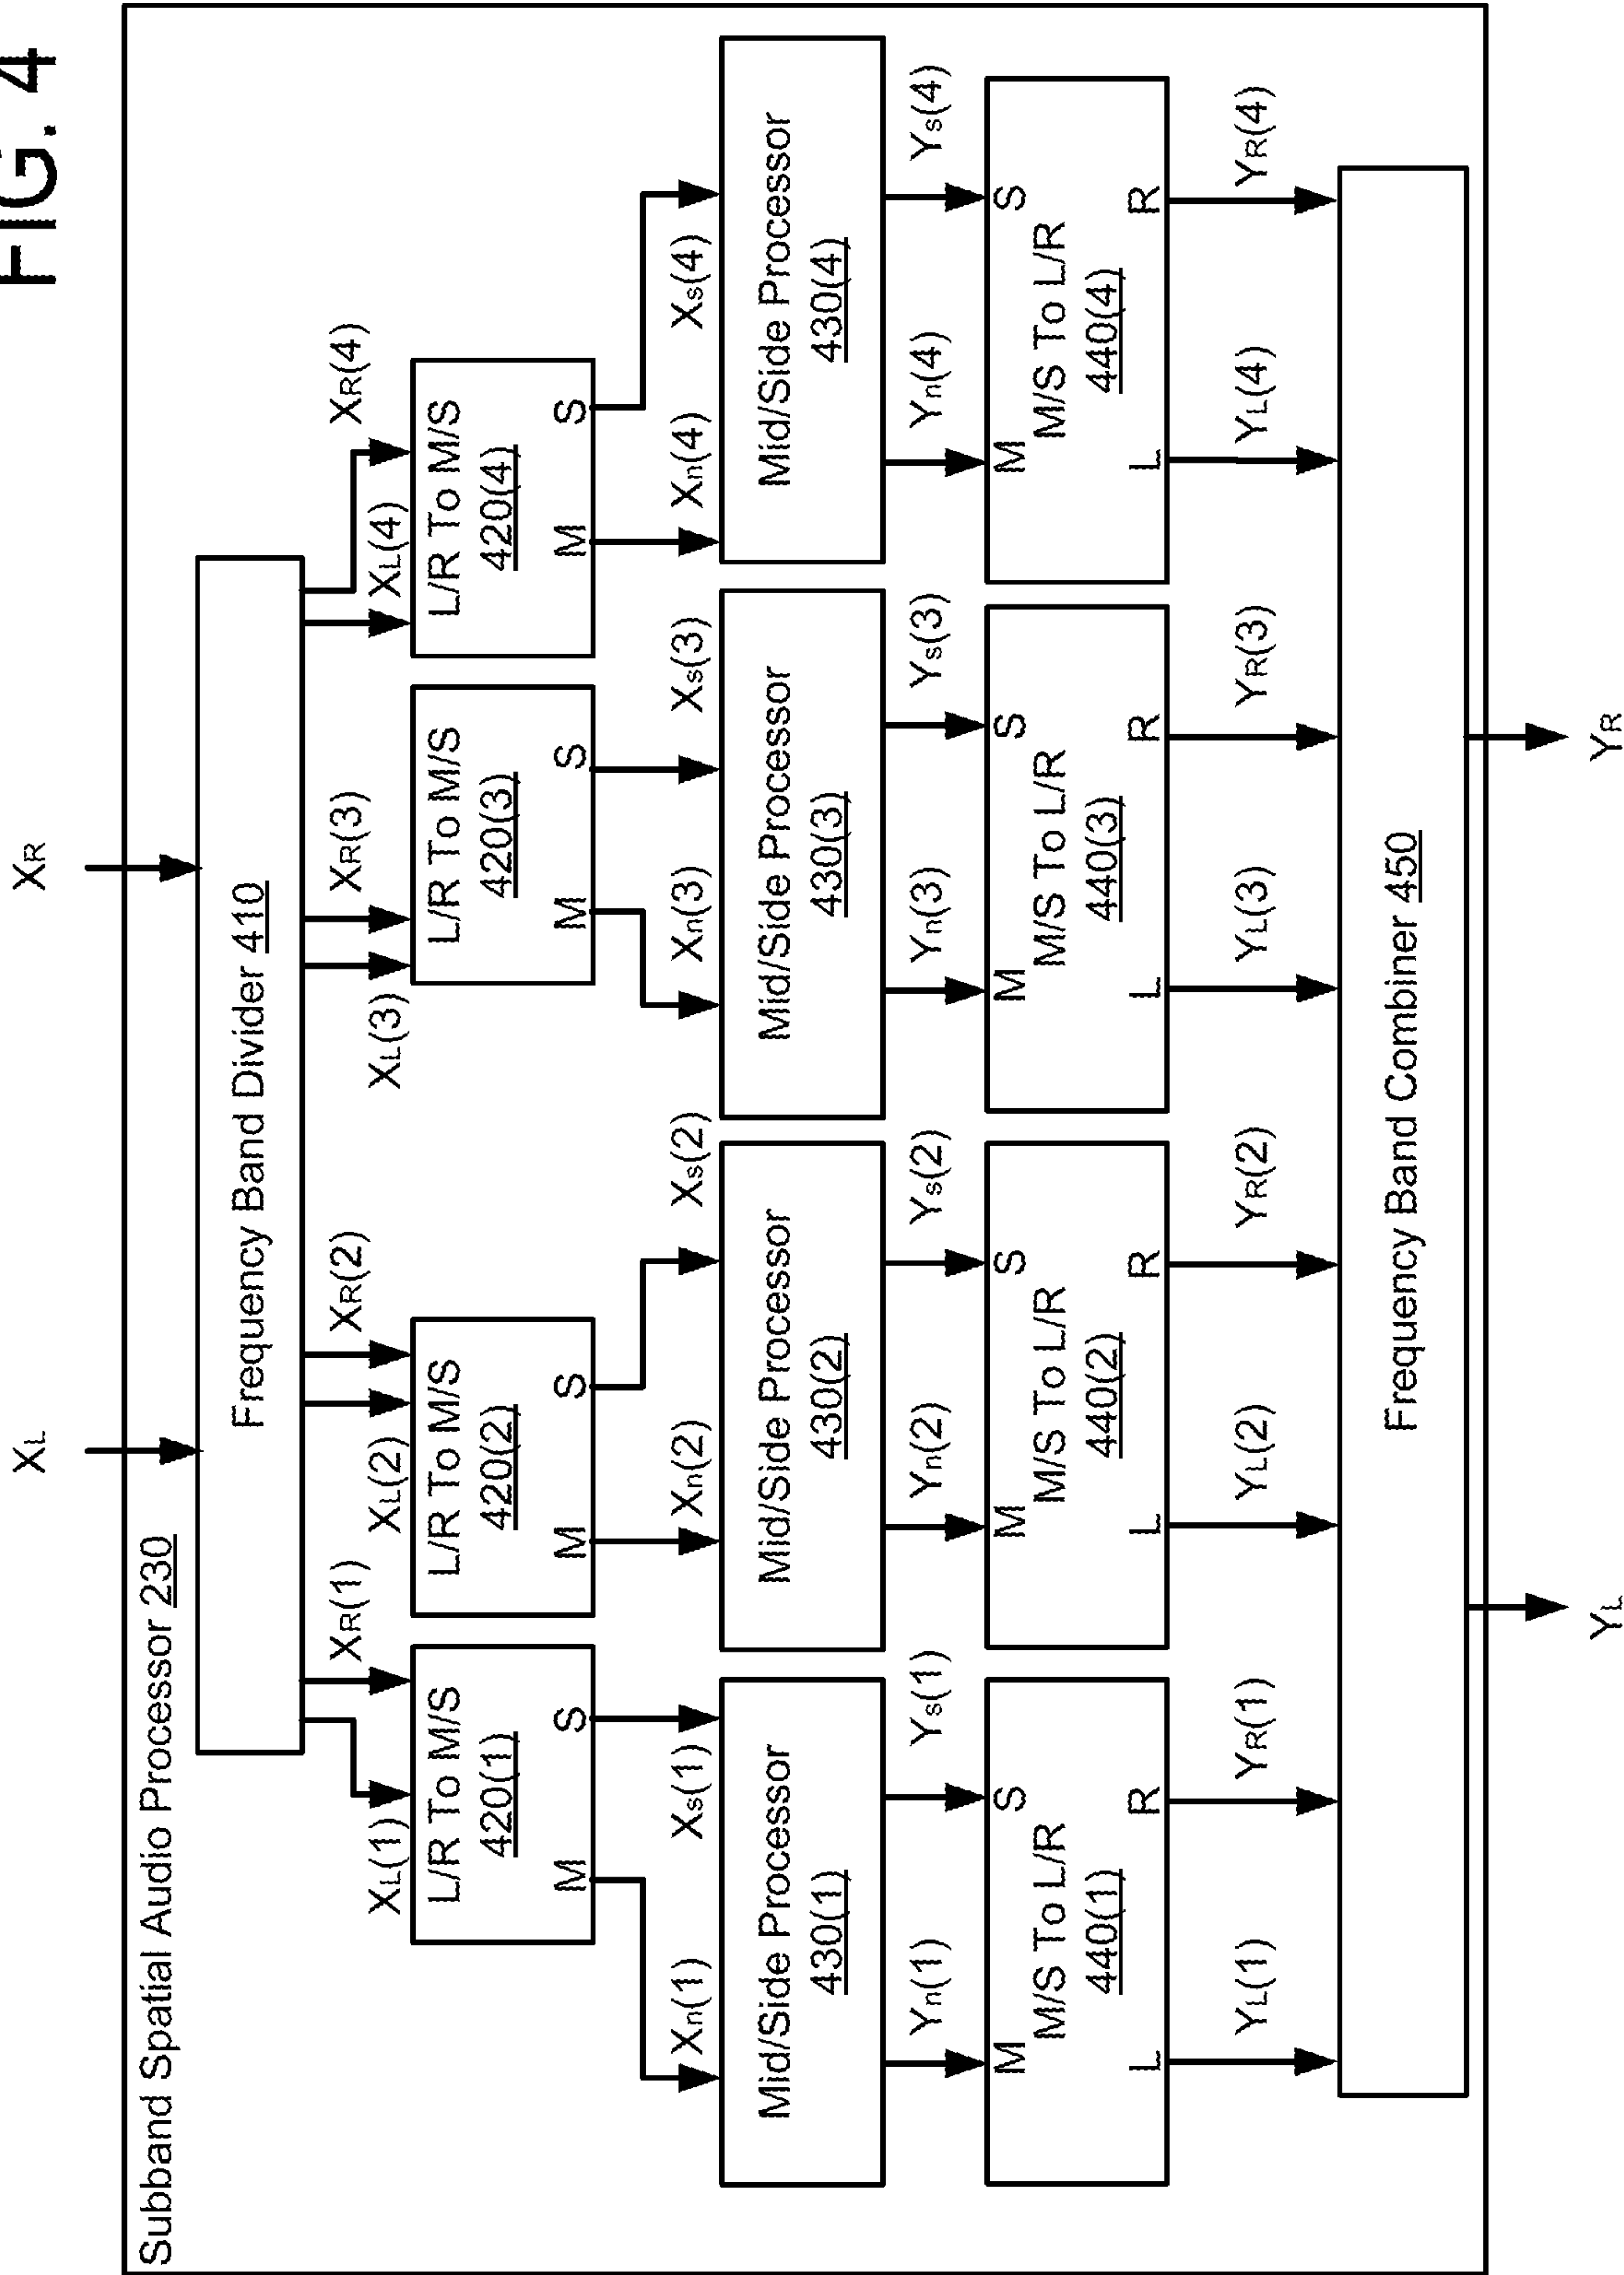 FIG. 4
XL
XR
Subband Spatial Audio Processor 230
Frequency Band Divider 410
XL(1)
XR(1)
XL(2)
XR(2)
XL(3)
XR(3)
XL(4)
XR(4)
L/R To M/S
420(1)
M
S
L/R To M/S
420(2)
M
S
L/R To M/S
420(3)
M
S
L/R To M/S
420(4)
M
S
Xn(1)
Xs(1)
Xn(2)
Xs(2)
Xn(3)
Xs(3)
Xn(4)
Xs(4)
Mid/Side Processor
430(1)
Mid/Side Processor
430(2)
Mid/Side Processor
430(3)
Mid/Side Processor
430(4)
Yn(1)
Ys(1)
Yn(2)
Ys(2)
Yn(3)
Ys(3)
Yn(4)
Ys(4)
M
S
M/S To L/R
440(1)
L
R
M
S
M/S To L/R
440(2)
L
R
M
S
M/S To L/R
440(3)
L
R
M
S
M/S To L/R
440(4)
L
R
YL(1)
YR(1)
YL(2)
YR(2)
YL(3)
YR(3)
YL(4)
YR(4)
Frequency Band Combiner 450
YL
YR